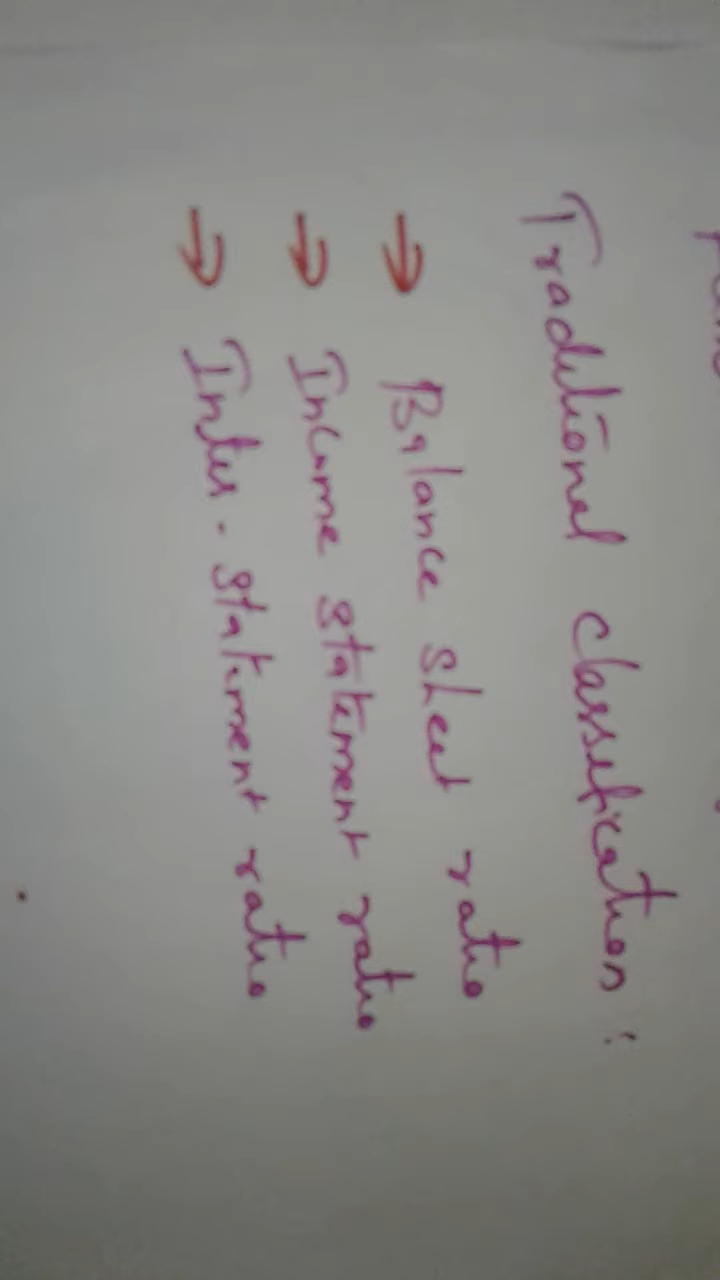 Traditional classification:
→ Balance sheet ratio
→ Income statement ratio
→ Inter-statement ratio